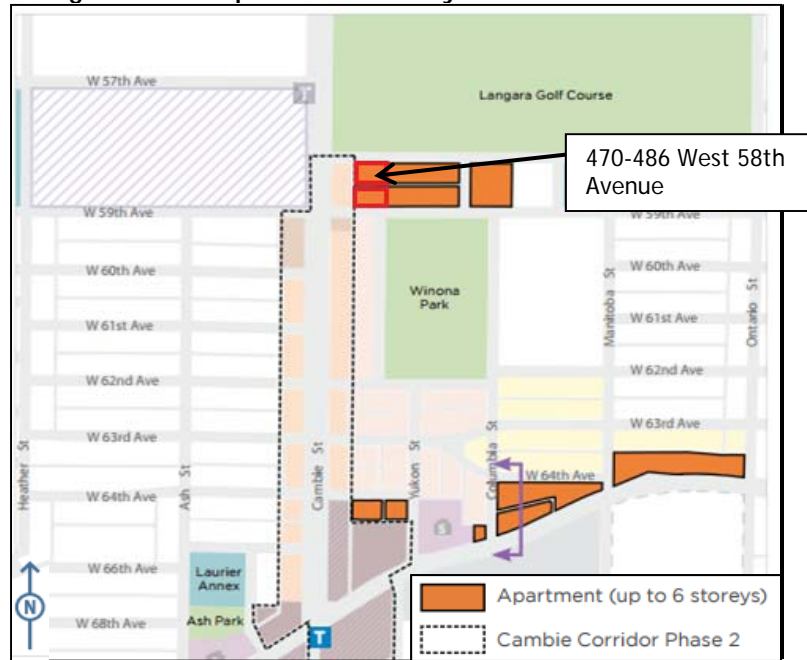 W 57th Ave
T
Langara Golf Course
470-486 West 58th
Avenue
W 59th Ave
W 59th Ave
W 60th Ave
W 60th Ave
Winona
Park
W 61st Ave
W 61st Ave
Manitoba St
Ontario St
W 62nd Ave
W 62nd Ave
W 63rd Ave
W 63rd Ave
Heather St
Ash St
Cambie St
Yukon St
Columbia St
W 64th Ave
W 64th Ave
S
W 66th Ave
Laurier
Annex
N
W 68th Ave
Ash Park
T
Apartment (up to 6 storeys)
Cambie Corridor Phase 2